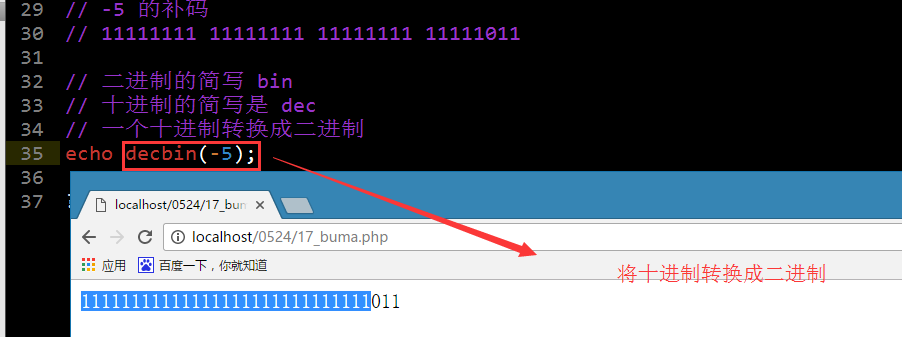 29 // -5 的补码
30 // 11111111 11111111 11111111 11111011
31
32 // 二进制的简写 bin
33 // 十进制的简写是 dec
34 // 一个十进制转换成二进制
35 echo decbin(-5);
36
37
localhost/0524/17_bum
localhost/0524/17_buma.php
应用 百度一下，你就知道
将十进制转换成二进制
11111111111111111111111111111011